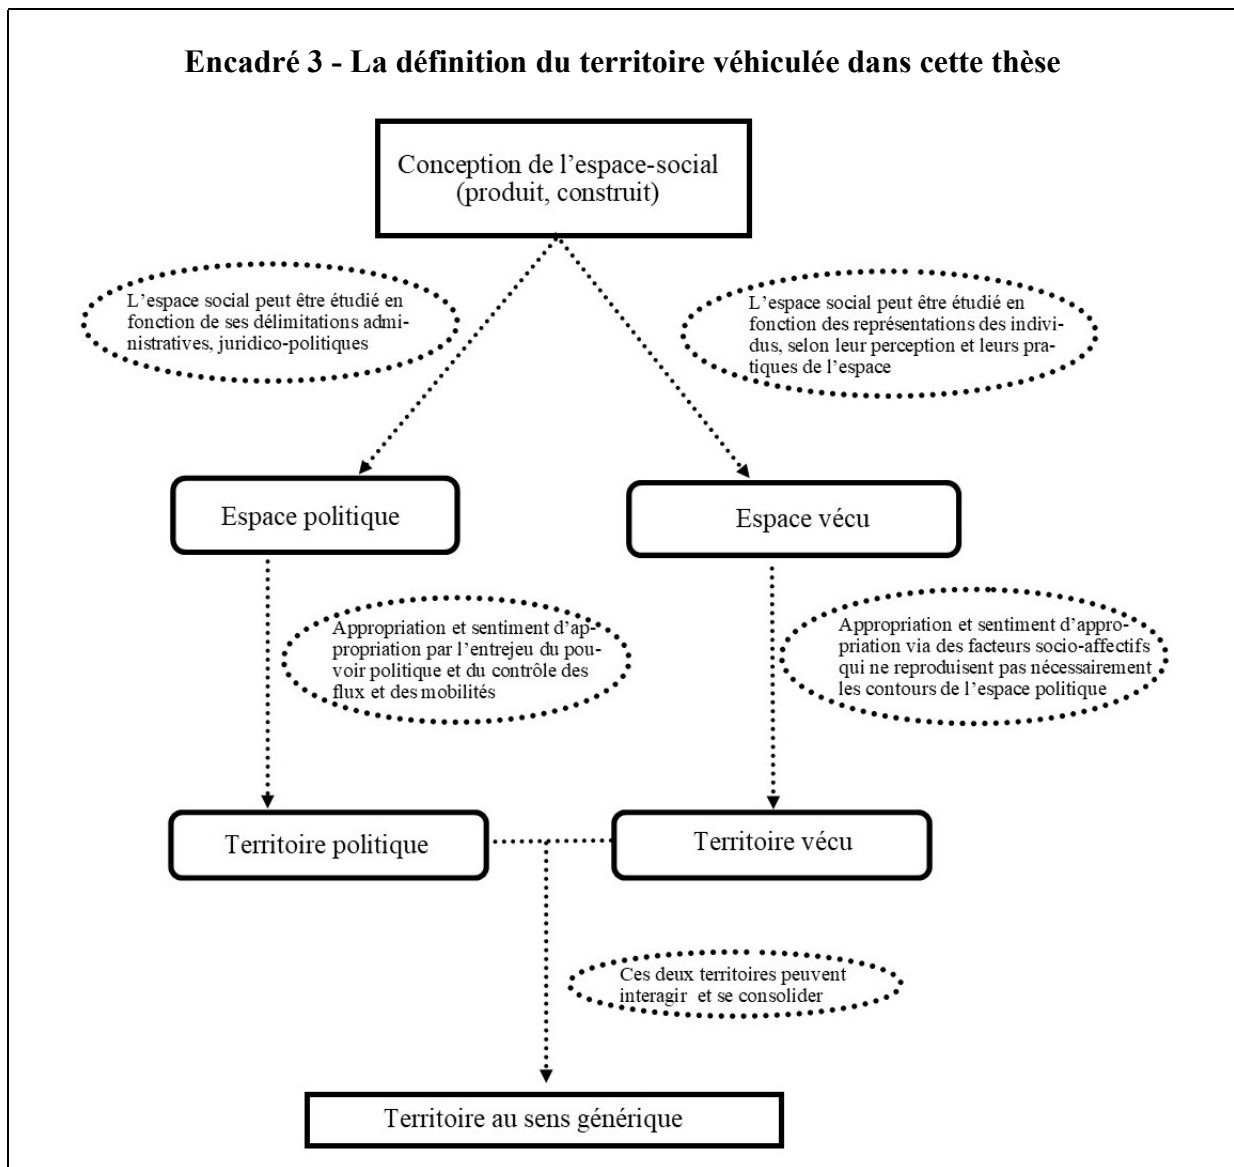 Encadré 3 - La définition du territoire véhiculée dans cette thèse
Conception de l’espace-social
(produit, construit)
L’espace social peut être étudié en
fonction de ses délimitations admi-
nistratives, juridico-politiques
L’espace social peut être étudié en
fonction des représentations des indivi-
dus, selon leur perception et leurs pra-
tiques de l’espace
Espace politique
Espace vécu
Appropriation et sentiment d’ap-
propriation par l’entrejeu du pou-
voir politique et du contrôle des
flux et des mobilités
Appropriation et sentiment d’appro-
priation via des facteurs socio-affectifs
qui ne reproduisent pas nécessairement
les contours de l’espace politique
Territoire politique
Territoire vécu
Ces deux territoires peuvent
interagir et se consolider
Territoire au sens générique